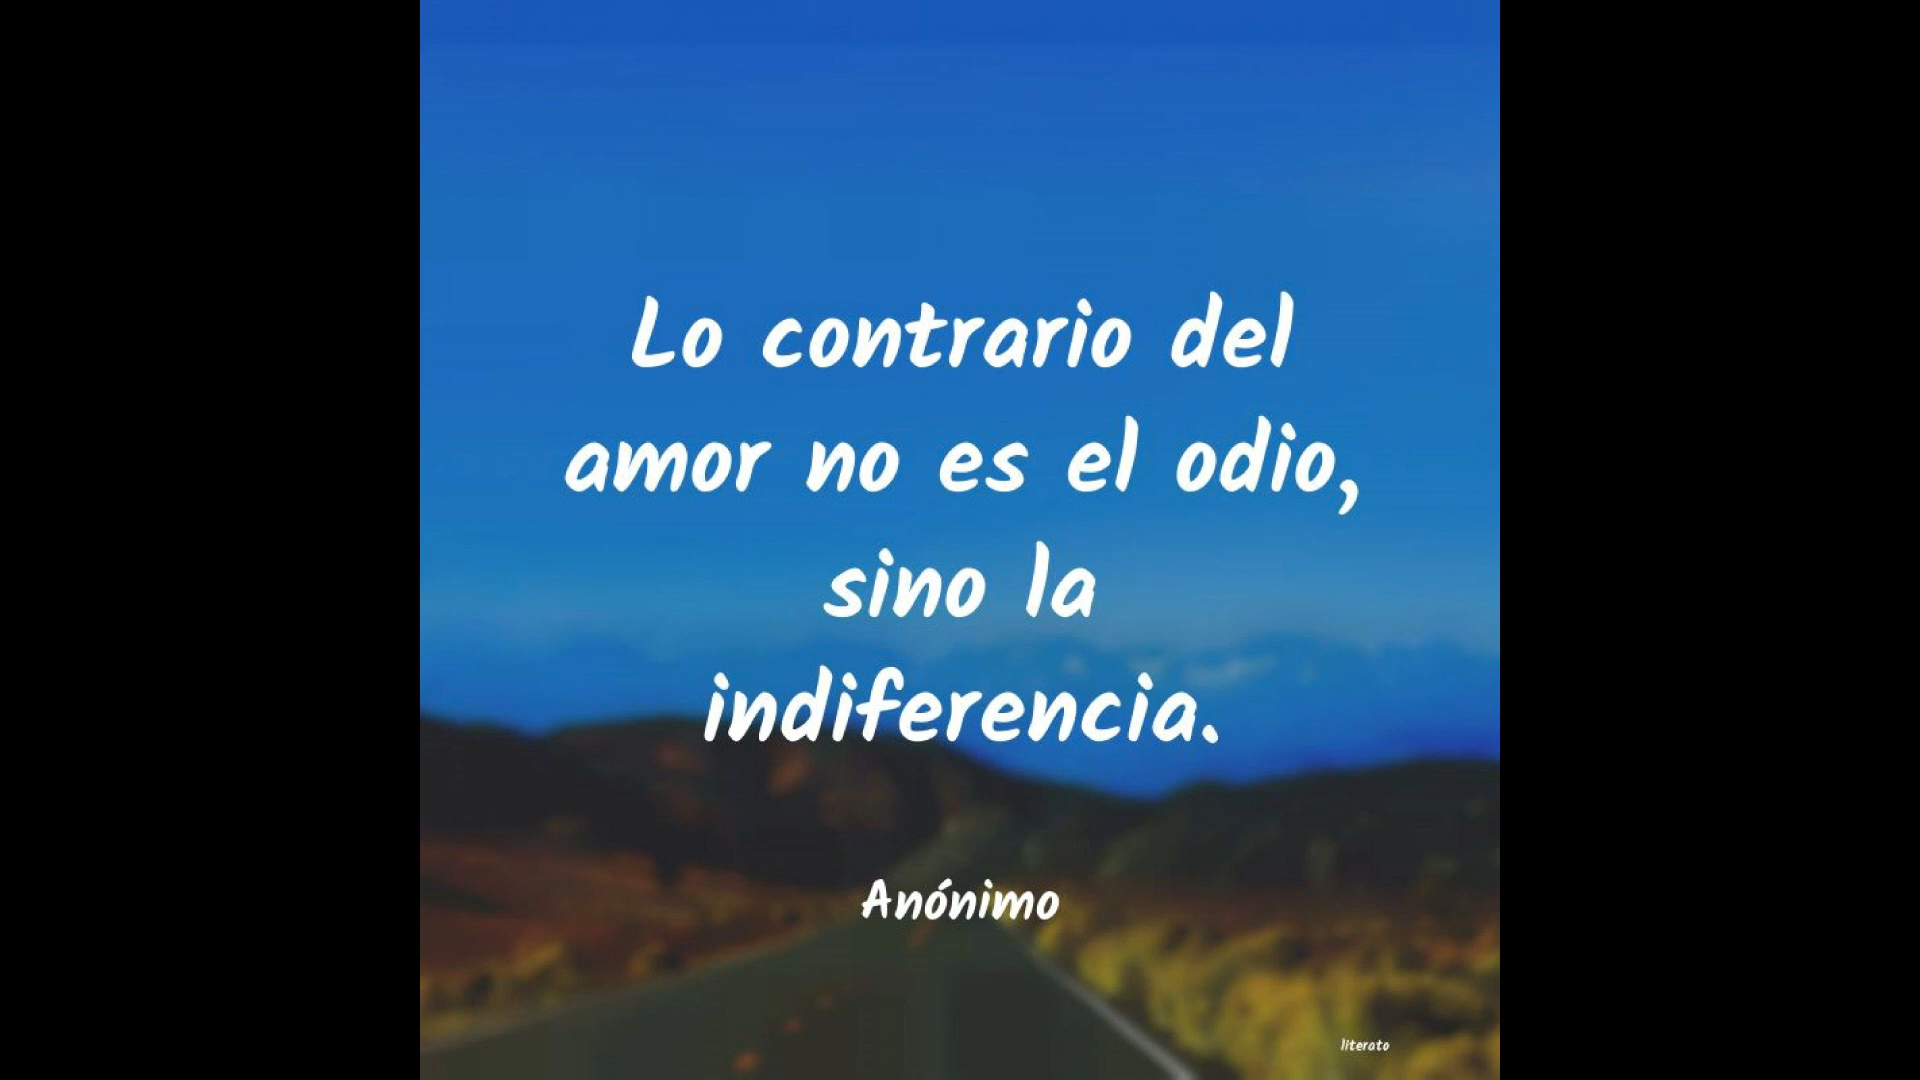 Lo contrario del
amor no es el odio,
sino la
indiferencia.
Anónimo
literato